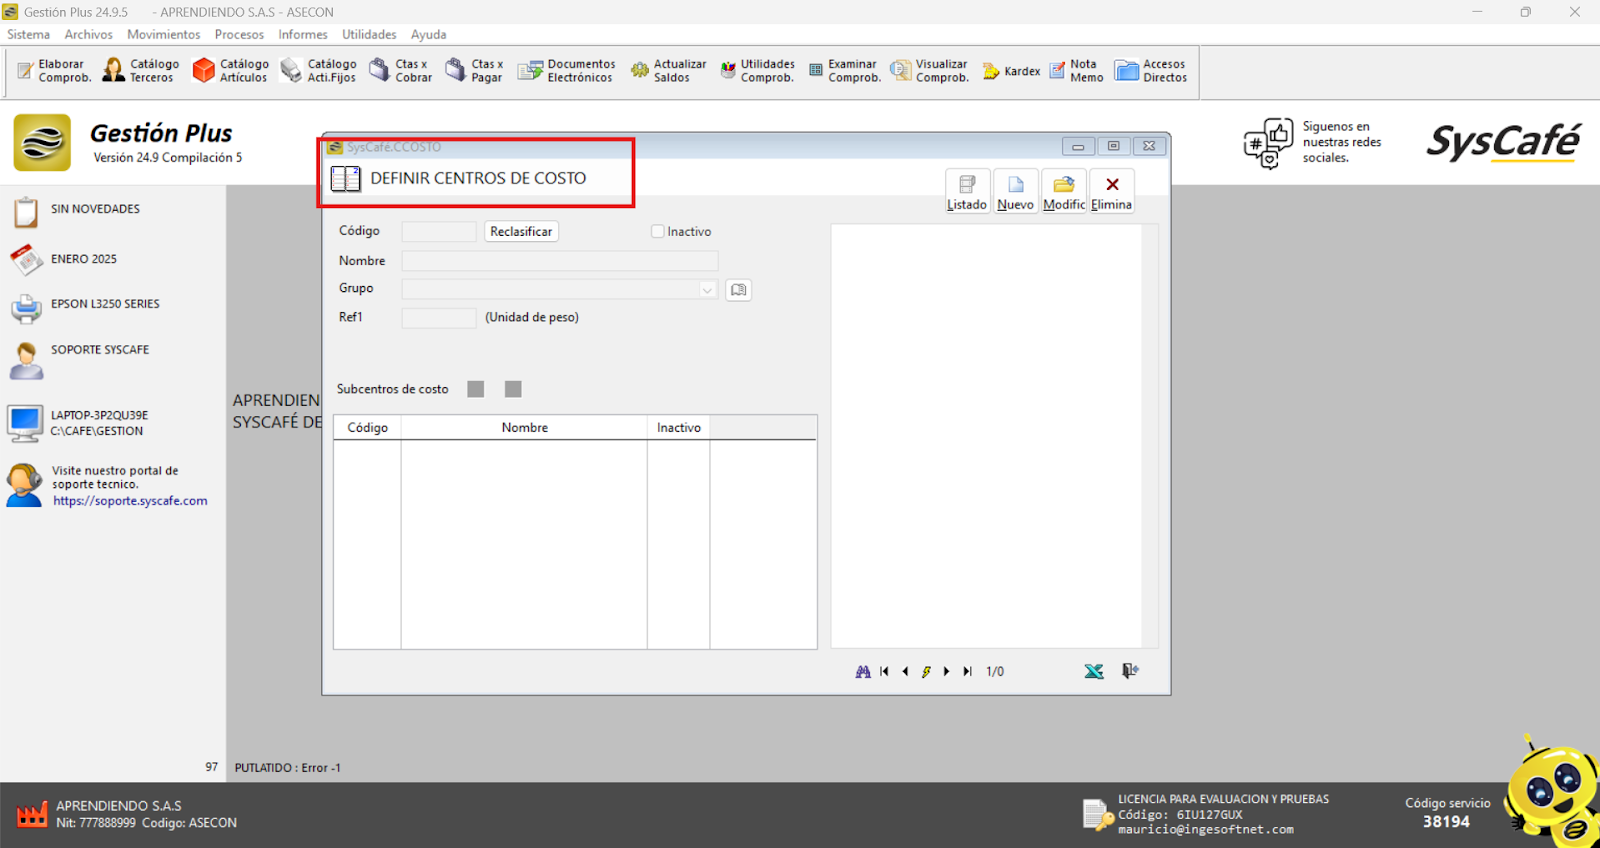 Gestión Plus 24.9.5 - APRENDIENDO S.A.S - ASECON
Sistema Archivos Movimientos Procesos Informes Utilidades Ayuda
Elaborar Comprob.
Catálogo Terceros
Catálogo Artículos
Catálogo Acti.Fijos
Ctas x Cobrar
Ctas x Pagar
Documentos Electrónicos
Actualizar Saldos
Utilidades Comprob.
Examinar Comprob.
Visualizar Comprob.
Kardex
Nota Memo
Accesos Directos
Gestión Plus
Versión 24.9 Compilación 5
Siguenos en
nuestras redes
sociales.
SysCafé
SIN NOVEDADES
ENERO 2025
EPSON L3250 SERIES
SOPORTE SYSCAFE
LAPTOP-3P2QU39E
C:\CAFE\GESTION
Visite nuestro portal de
soporte tecnico.
https://soporte.syscafe.com
97
APRENDIEN
SYSCAFÉ DE
PUTLATIDO : Error -1
SysCafé.CCOSTO
2
DEFINIR CENTROS DE COSTO
Listado Nuevo Modific Elimina
Código Reclasificar Inactivo
Nombre
Grupo
Ref1 (Unidad de peso)
Subcentros de costo
Código Nombre Inactivo
1/0
APRENDIENDO S.A.S
Nit: 777888999 Codigo: ASECON
LICENCIA PARA EVALUACION Y PRUEBAS
Código: 6IU127GUX
mauricio@ingesoftnet.com
Código servicio
38194